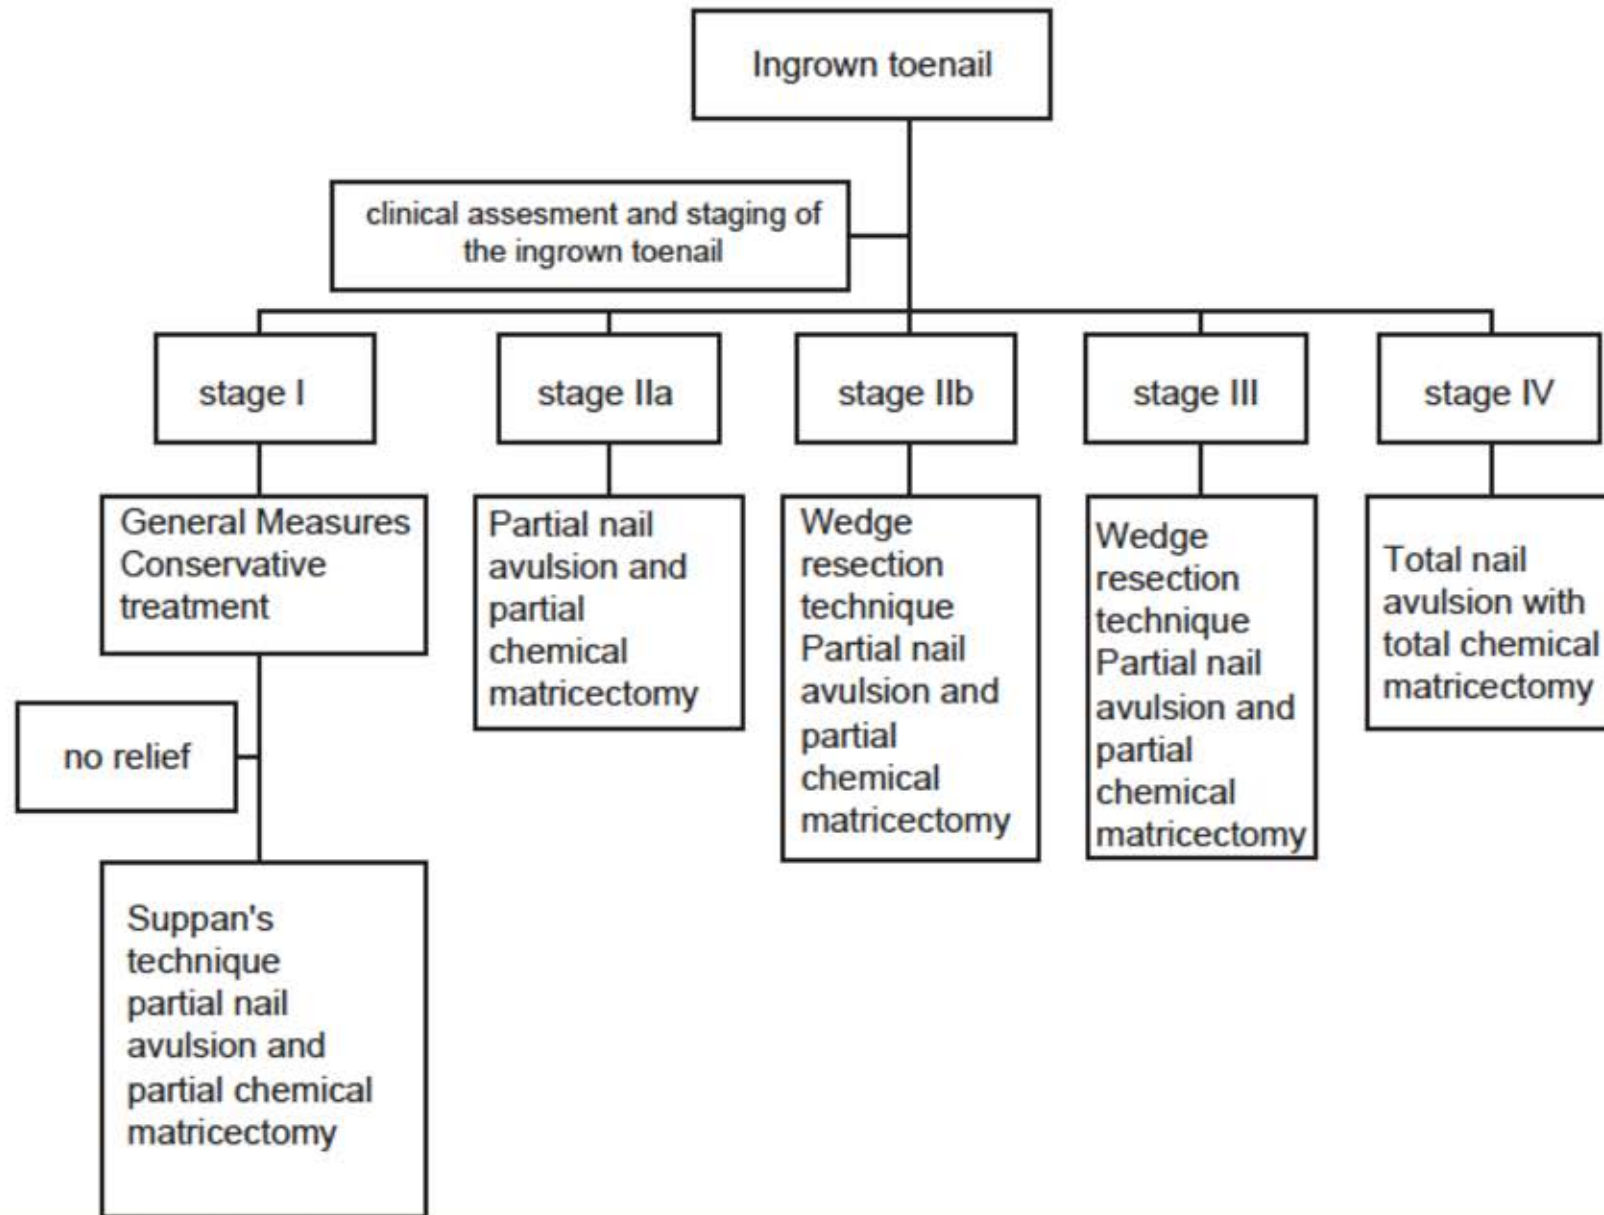 Ingrown toenail
clinical assesment and staging of
the ingrown toenail
stage I
stage IIa
stage IIb
stage III
stage IV
General Measures
Conservative
treatment
Partial nail
avulsion and
partial
chemical
matricectomy
Wedge
resection
technique
Partial nail
avulsion and
partial
chemical
matricectomy
Wedge
resection
technique
Partial nail
avulsion and
partial
chemical
matricectomy
Total nail
avulsion with
total chemical
matricectomy
no relief
Suppan's
technique
partial nail
avulsion and
partial chemical
matricectomy